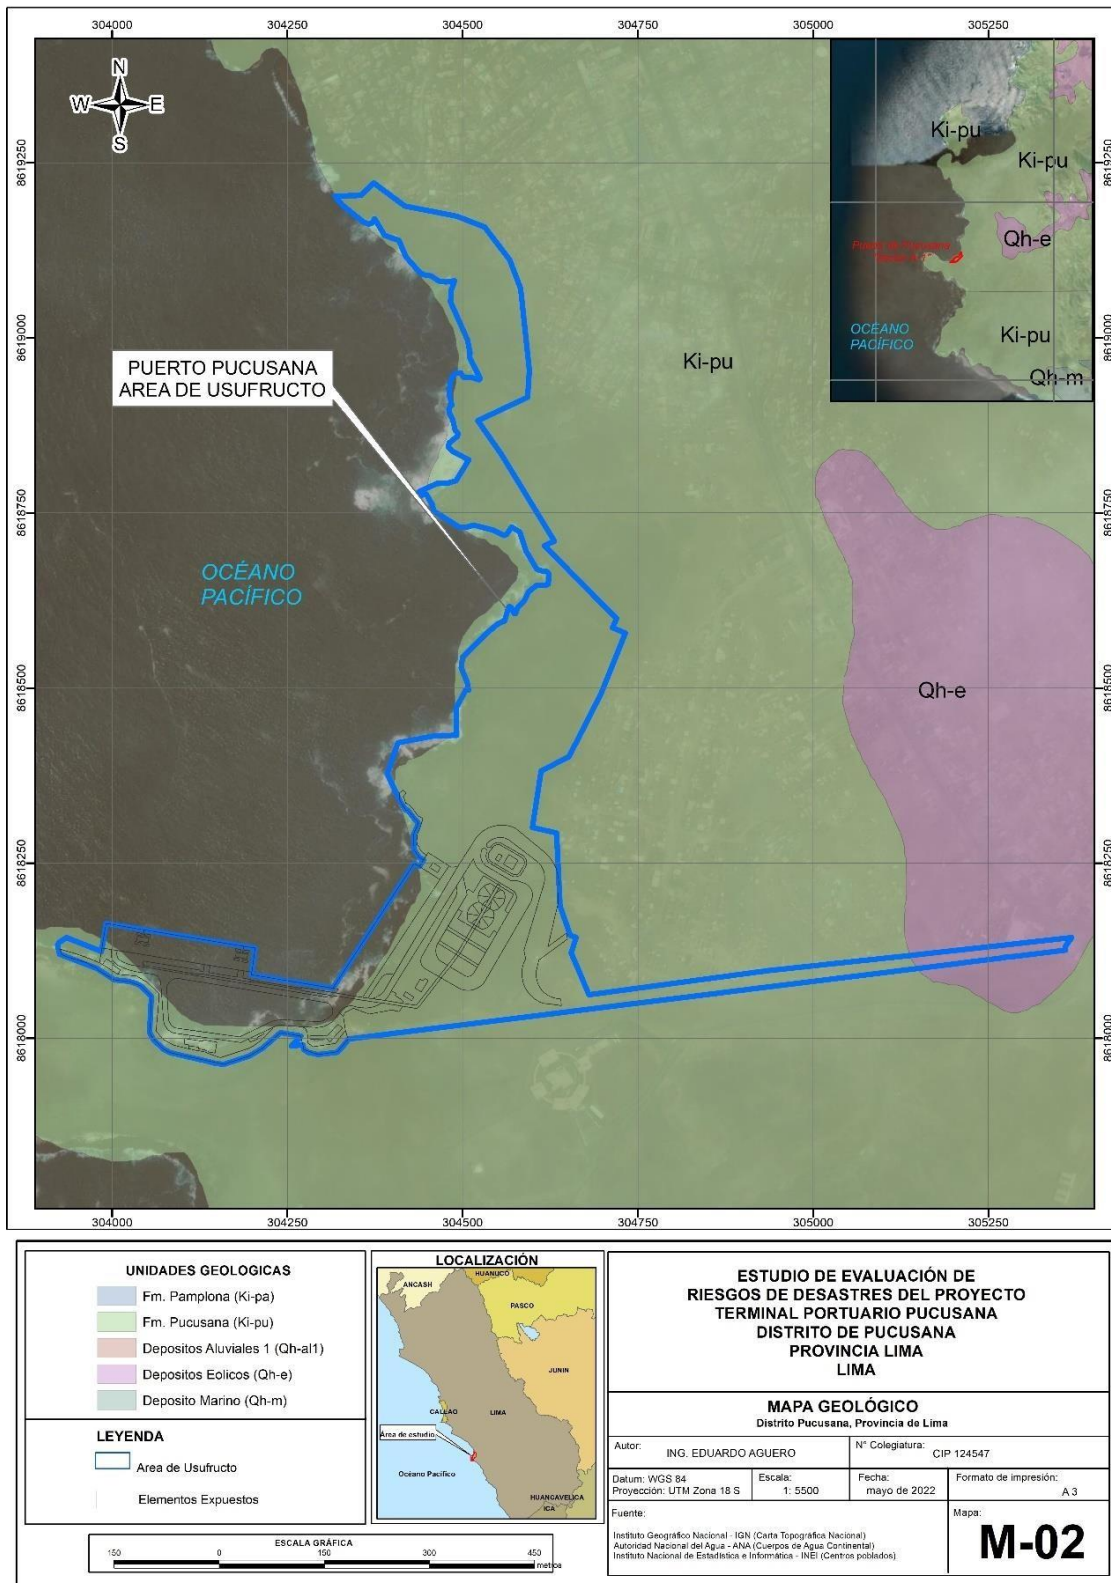 304000 304250 304500 304750 305000 305250
N
W E
S
8619250
8619000
8618750
8618500
8618250
8618000
8619250
8619000
8618750
8618500
8618250
8618000
Ki-pu
Ki-pu
Qh-e
Ki-pu
Qh-m
OCÉANO
PACÍFICO
PUERTO PUCUSANA
AREA DE USUFRUCTO
Ki-pu
OCÉANO
PACÍFICO
Qh-e
304000 304250 304500 304750 305000 305250
UNIDADES GEOLOGICAS
Fm. Pamplona (Ki-pa)
Fm. Pucusana (Ki-pu)
Depositos Aluviales 1 (Qh-al1)
Depositos Eolicos (Qh-e)
Deposito Marino (Qh-m)
LEYENDA
Area de Usufructo
Elementos Expuestos
ESCALA GRÁFICA
150 0 150 300 450
metros
LOCALIZACIÓN
ANCASH
HUANUCO
PASCO
JUNIN
CALLAO
LIMA
Área de estudio
Océano Pacífico
HUANCAVELICA
ICA
ESTUDIO DE EVALUACIÓN DE
RIESGOS DE DESASTRES DEL PROYECTO
TERMINAL PORTUARIO PUCUSANA
DISTRITO DE PUCUSANA
PROVINCIA LIMA
LIMA
MAPA GEOLÓGICO
Distrito Pucusana, Provincia de Lima
Autor: ING. EDUARDO AGUERO
N° Colegiatura: CIP 124547
Datum: WGS 84
Proyección: UTM Zona 18 S
Escala:
1: 5500
Fecha:
mayo de 2022
Formato de impresión:
A 3
Fuente:
Instituto Geográfico Nacional - IGN (Carta Topográfica Nacional)
Autoridad Nacional del Agua - ANA (Cuerpos de Agua Continental)
Instituto Nacional de Estadística e Informática - INEI (Centros poblados)
Mapa:
M-02